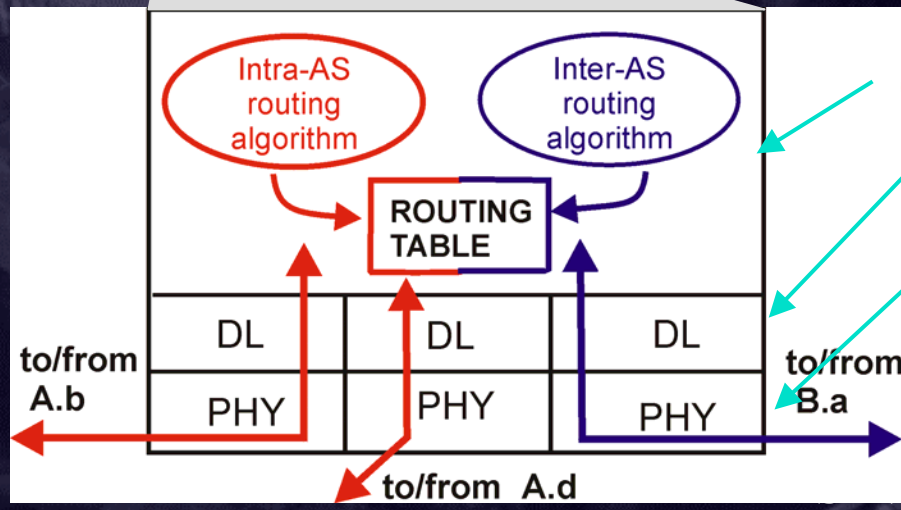 Intra-AS
routing
algorithm
Inter-AS
routing
algorithm
ROUTING
TABLE
DL
DL
DL
to/from
A.b
to/from
B.a
PHY
PHY
PHY
to/from A.d